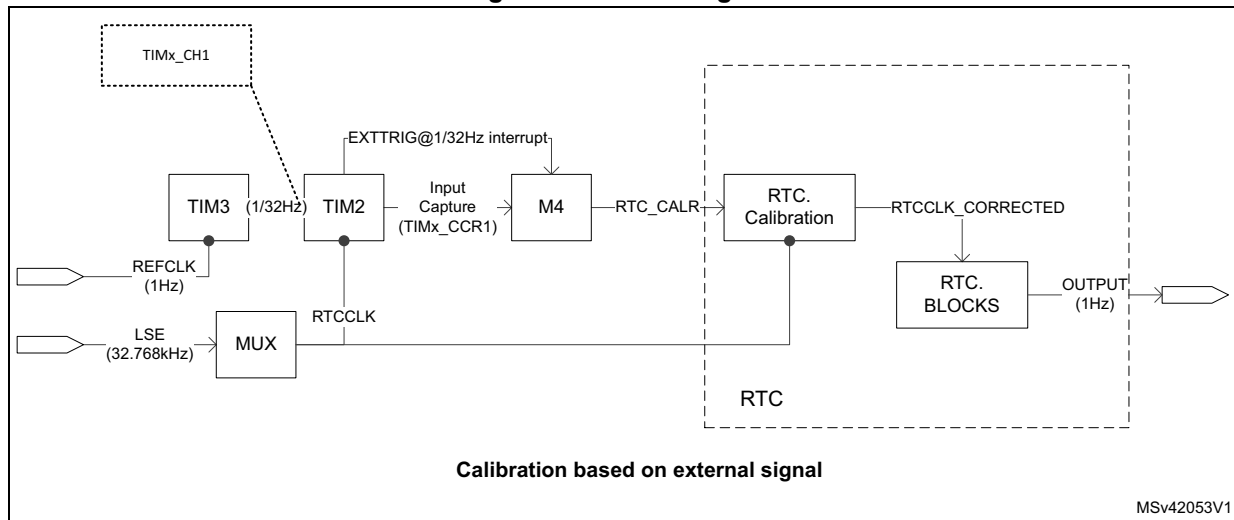 TIMx_CH1
EXTTRIG@1/32Hz interrupt
TIM3
(1/32Hz)
TIM2
Input
Capture
(TIMx_CCR1)
M4
RTC_CALR
RTC.
Calibration
RTCCLK_CORRECTED
REFCLK
(1Hz)
RTC.
BLOCKS
OUTPUT
(1Hz)
LSE
(32.768kHz)
MUX
RTCCLK
RTC
Calibration based on external signal
MSv42053V1